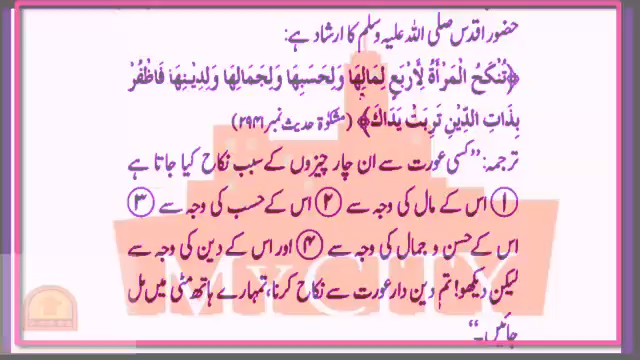 حضور اقدس صلی اللہ علیہ وسلم کا ارشاد ہے:
﴿تُنْكَحُ الْمَرْأَةُ لِأَرْبَعٍ لِمَالِهَا وَلِحَسَبِهَا وَلِجَمَالِهَا وَلِدِيْنِهَا فَاظْفُرْ
بِذَاتِ الدِّيْنِ تَرِبَتْ يَدَاكَ﴾ (مشکوٰۃ حدیث نمبر ۲۹۴۱)
ترجمہ: ”کسی عورت سے ان چار چیزوں کے سبب نکاح کیا جاتا ہے
① اس کے مال کی وجہ سے ② اس کے حسب کی وجہ سے ③
اس کے حسن و جمال کی وجہ سے ④ اور اس کے دین کی وجہ سے
لیکن دیکھو! تم دین دار عورت سے نکاح کرنا، تمہارے ہاتھ مٹی میں مل
جائیں۔“
MYCITY